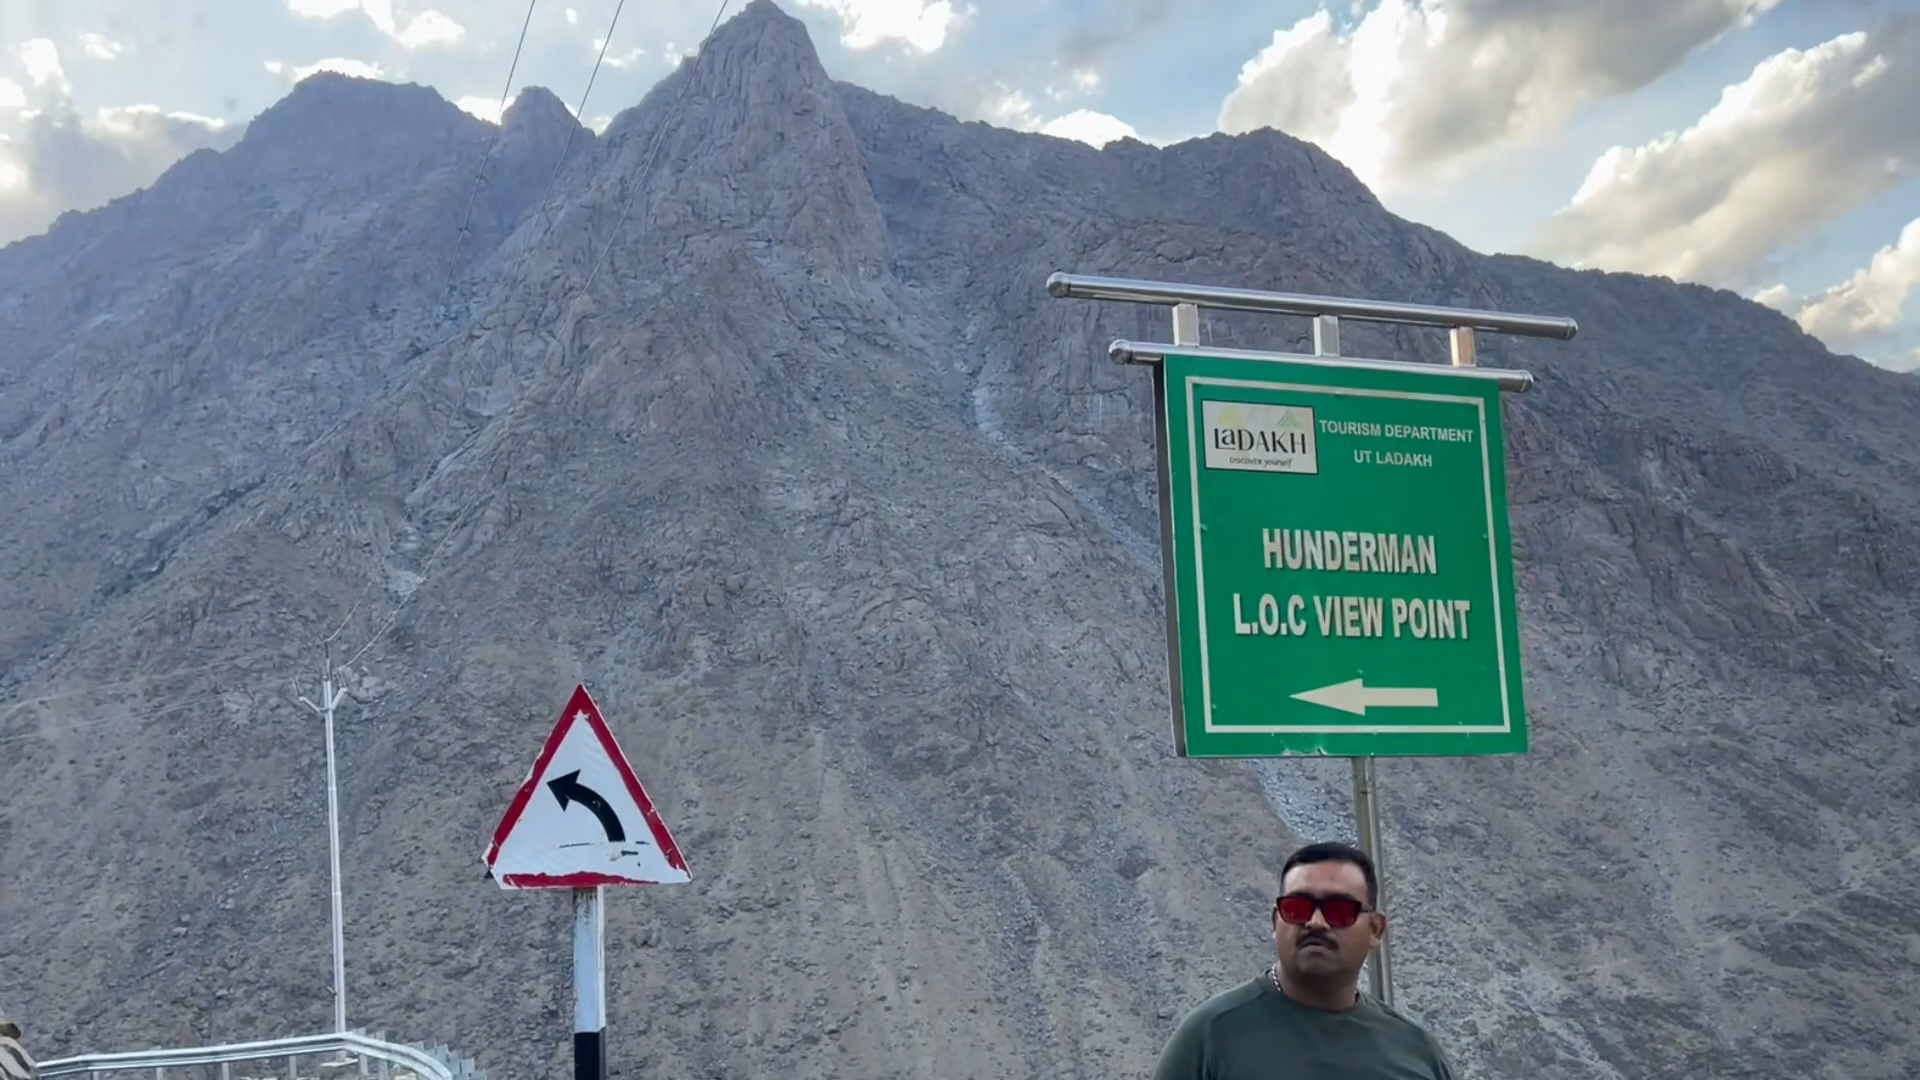 LaDAKH
DISCOVER yourself
TOURISM DEPARTMENT
UT LADAKH
HUNDERMAN
L.O.C VIEW POINT